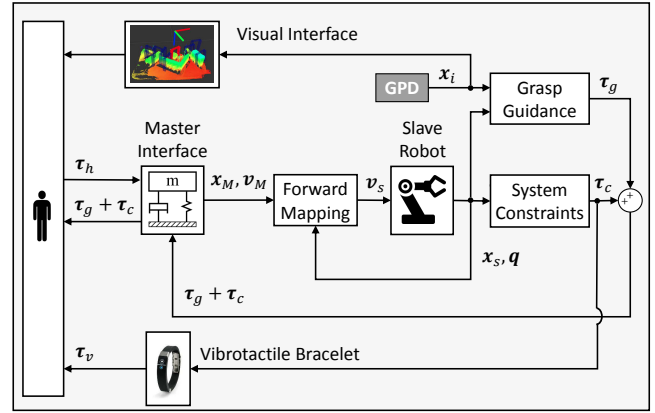 Visual Interface
𝒙ᵢ
GPD
Grasp
Guidance
𝝉_g
Master
Interface
Slave
Robot
𝝉_h
m
𝒙_M, 𝒗_M
Forward
Mapping
𝒗_s
System
Constraints
𝝉_c
𝝉_g + 𝝉_c
+
+
𝒙_s, 𝒒
𝝉_g + 𝝉_c
𝝉_v
Vibrotactile Bracelet